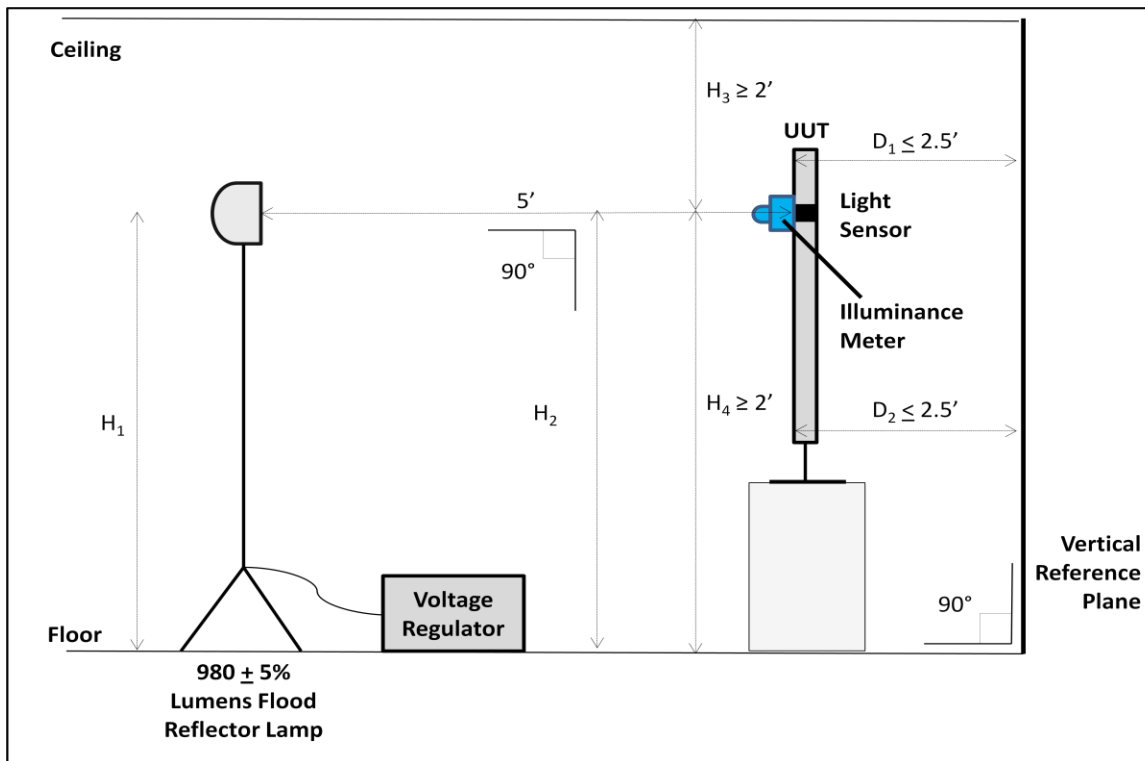 Ceiling
H₃ ≥ 2’
UUT
D₁ ≤ 2.5’
5’
Light
Sensor
90°
Illuminance
Meter
H₁
H₂
H₄ ≥ 2’
D₂ ≤ 2.5’
Vertical
Reference
Plane
90°
Voltage
Regulator
Floor
980 ± 5%
Lumens Flood
Reflector Lamp